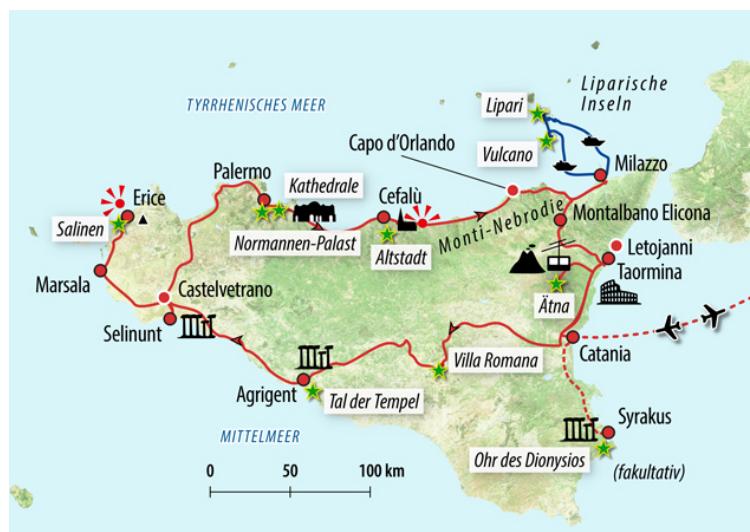 TYRRHENISCHES MEER
Liparische
Inseln
Lipari
Vulcano
Capo d'Orlando
Milazzo
Palermo
Kathedrale
Cefalù
Erice
Salinen
Normannen-Palast
Altstadt
Monti-Nebrodie
Montalbano Elicona
Letojanni
Taormina
Marsala
Castelvetrano
Ätna
Selinunt
Villa Romana
Catania
Agrigent
Tal der Tempel
Syrakus
MITTELMEER
Ohr des Dionysios
(fakultativ)
0 50 100 km